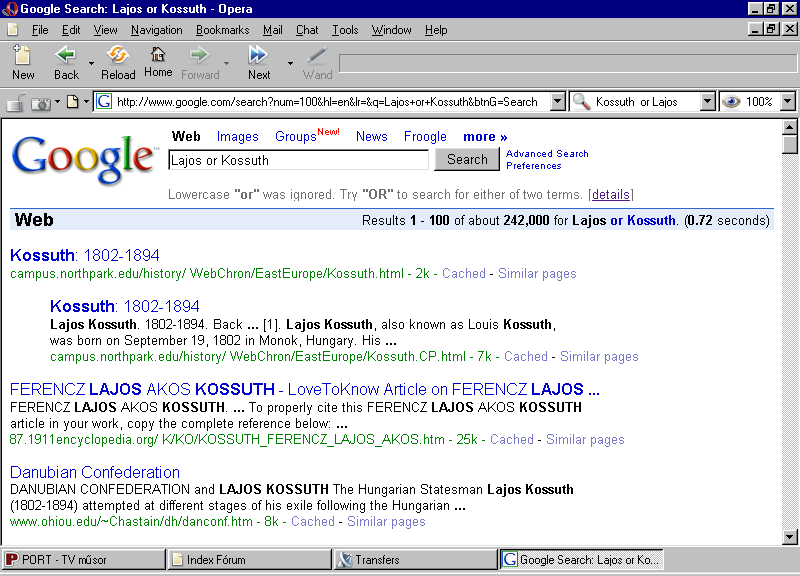 Google Search: Lajos or Kossuth - Opera
File Edit View Navigation Bookmarks Mail Chat Tools Window Help
New Back Reload Home Forward Next Wand
http://www.google.com/search?num=100&hl=en&lr=&q=Lajos+or+Kossuth&btnG=Search Kossuth or Lajos 100%
Google™
Web Images Groups New! News Froogle more »
Lajos or Kossuth Search Advanced Search
Preferences
Lowercase "or" was ignored. Try "OR" to search for either of two terms. [details]
Web Results 1 - 100 of about 242,000 for Lajos or Kossuth. (0.72 seconds)
Kossuth: 1802-1894
campus.northpark.edu/history/ WebChron/EastEurope/Kossuth.html - 2k - Cached - Similar pages
Kossuth: 1802-1894
Lajos Kossuth. 1802-1894. Back ... [1]. Lajos Kossuth, also known as Louis Kossuth,
was born on September 19, 1802 in Monok, Hungary. His ...
campus.northpark.edu/history/ WebChron/EastEurope/Kossuth.CP.html - 7k - Cached - Similar pages
FERENCZ LAJOS AKOS KOSSUTH - LoveToKnow Article on FERENCZ LAJOS ...
FERENCZ LAJOS AKOS KOSSUTH. ... To properly cite this FERENCZ LAJOS AKOS KOSSUTH
article in your work, copy the complete reference below: ...
87.1911encyclopedia.org/ K/KO/KOSSUTH_FERENCZ_LAJOS_AKOS.htm - 25k - Cached - Similar pages
Danubian Confederation
DANUBIAN CONFEDERATION and LAJOS KOSSUTH The Hungarian Statesman Lajos Kossuth
(1802-1894) attempted at different stages of his exile following the Hungarian ...
www.ohiou.edu/~Chastain/dh/danconf.htm - 8k - Cached - Similar pages
PORT - TV műsor Index Fórum Transfers Google Search: Lajos or Ko...